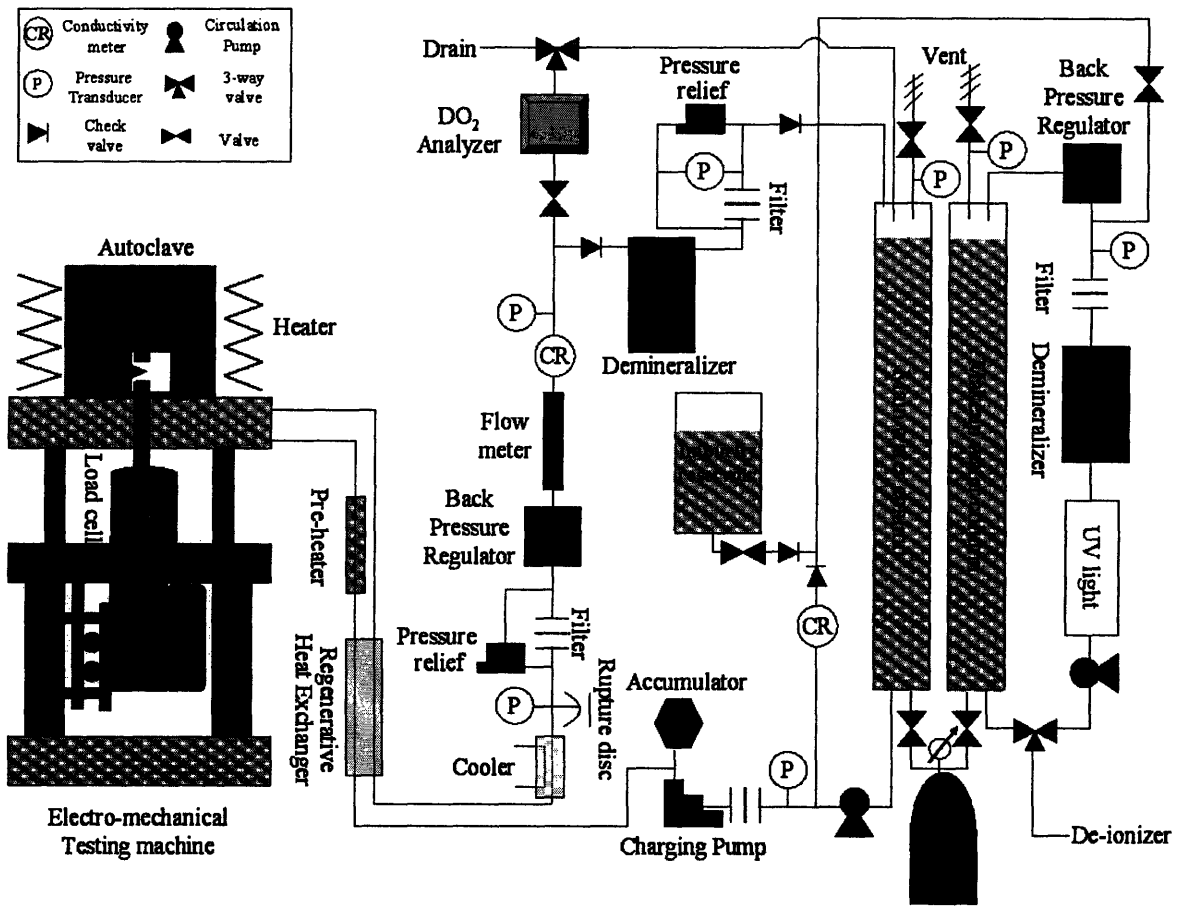 CR
Conductivity
meter
Circulation
Pump
P
Pressure
Transducer
3-way
valve
Check
valve
Valve
Drain
DO₂
Analyzer
Pressure
relief
Vent
Back
Pressure
Regulator
P
P
P
Filter
P
Filter
Autoclave
Heater
P
CR
Demineralizer
Demineralizer
Flow
meter
Load cell
Pre-heater
Back
Pressure
Regulator
UV light
CR
Filter
Pressure
relief
Regenerative
Heat Exchanger
P
Rupture disc
Accumulator
Cooler
P
Charging Pump
Electro-mechanical
Testing machine
De-ionizer